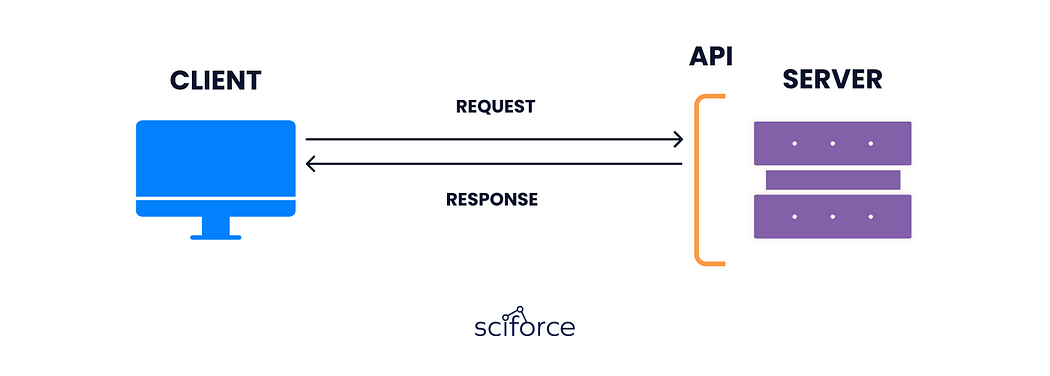 API
CLIENT
SERVER
REQUEST
RESPONSE
sciforce